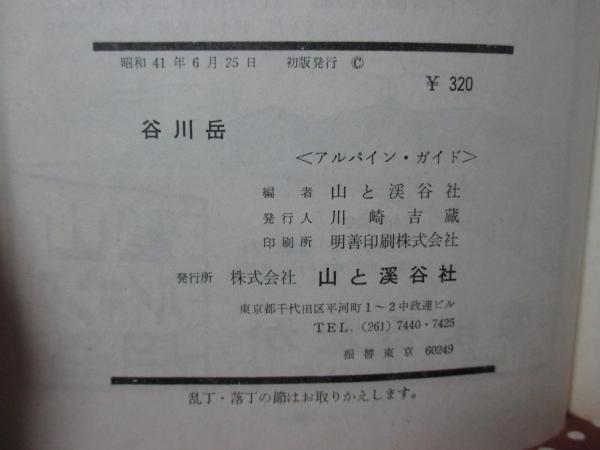 昭和41年6月25日 初版発行 ©
¥ 320
谷川岳
＜アルパイン・ガイド＞
編者 山と渓谷社
発行人 川崎吉蔵
印刷所 明善印刷株式会社
発行所 株式会社 山と溪谷社
東京都千代田区平河町1〜2中政連ビル
TEL. (261) 7440・7425
振替東京 60249
乱丁・落丁の節はお取りかえします。